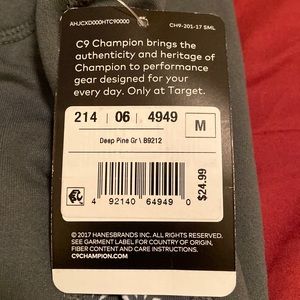 AHJCXD000HTC90000 CH9-201-17 SML
C9 Champion brings the
authenticity and heritage of
Champion to performance
gear designed for your
every day. Only at Target.
214 06 4949 M
Deep Pine Gr \ B9212
4 92140 64949 0
$24.99
© 2017 HANESBRANDS INC. ALL RIGHTS RESERVED.
SEE GARMENT LABEL FOR COUNTRY OF ORIGIN,
FIBER CONTENT AND CARE INSTRUCTIONS.
C9CHAMPION.COM